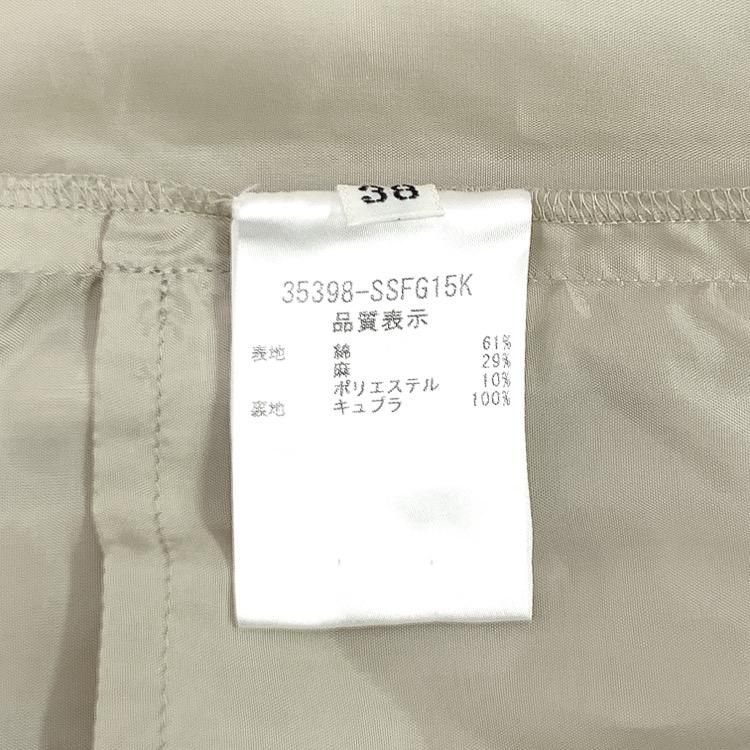 38
35398-SSFG15K
品質表示
表地 綿 61%
麻 29%
ポリエステル 10%
裏地 キュプラ 100%